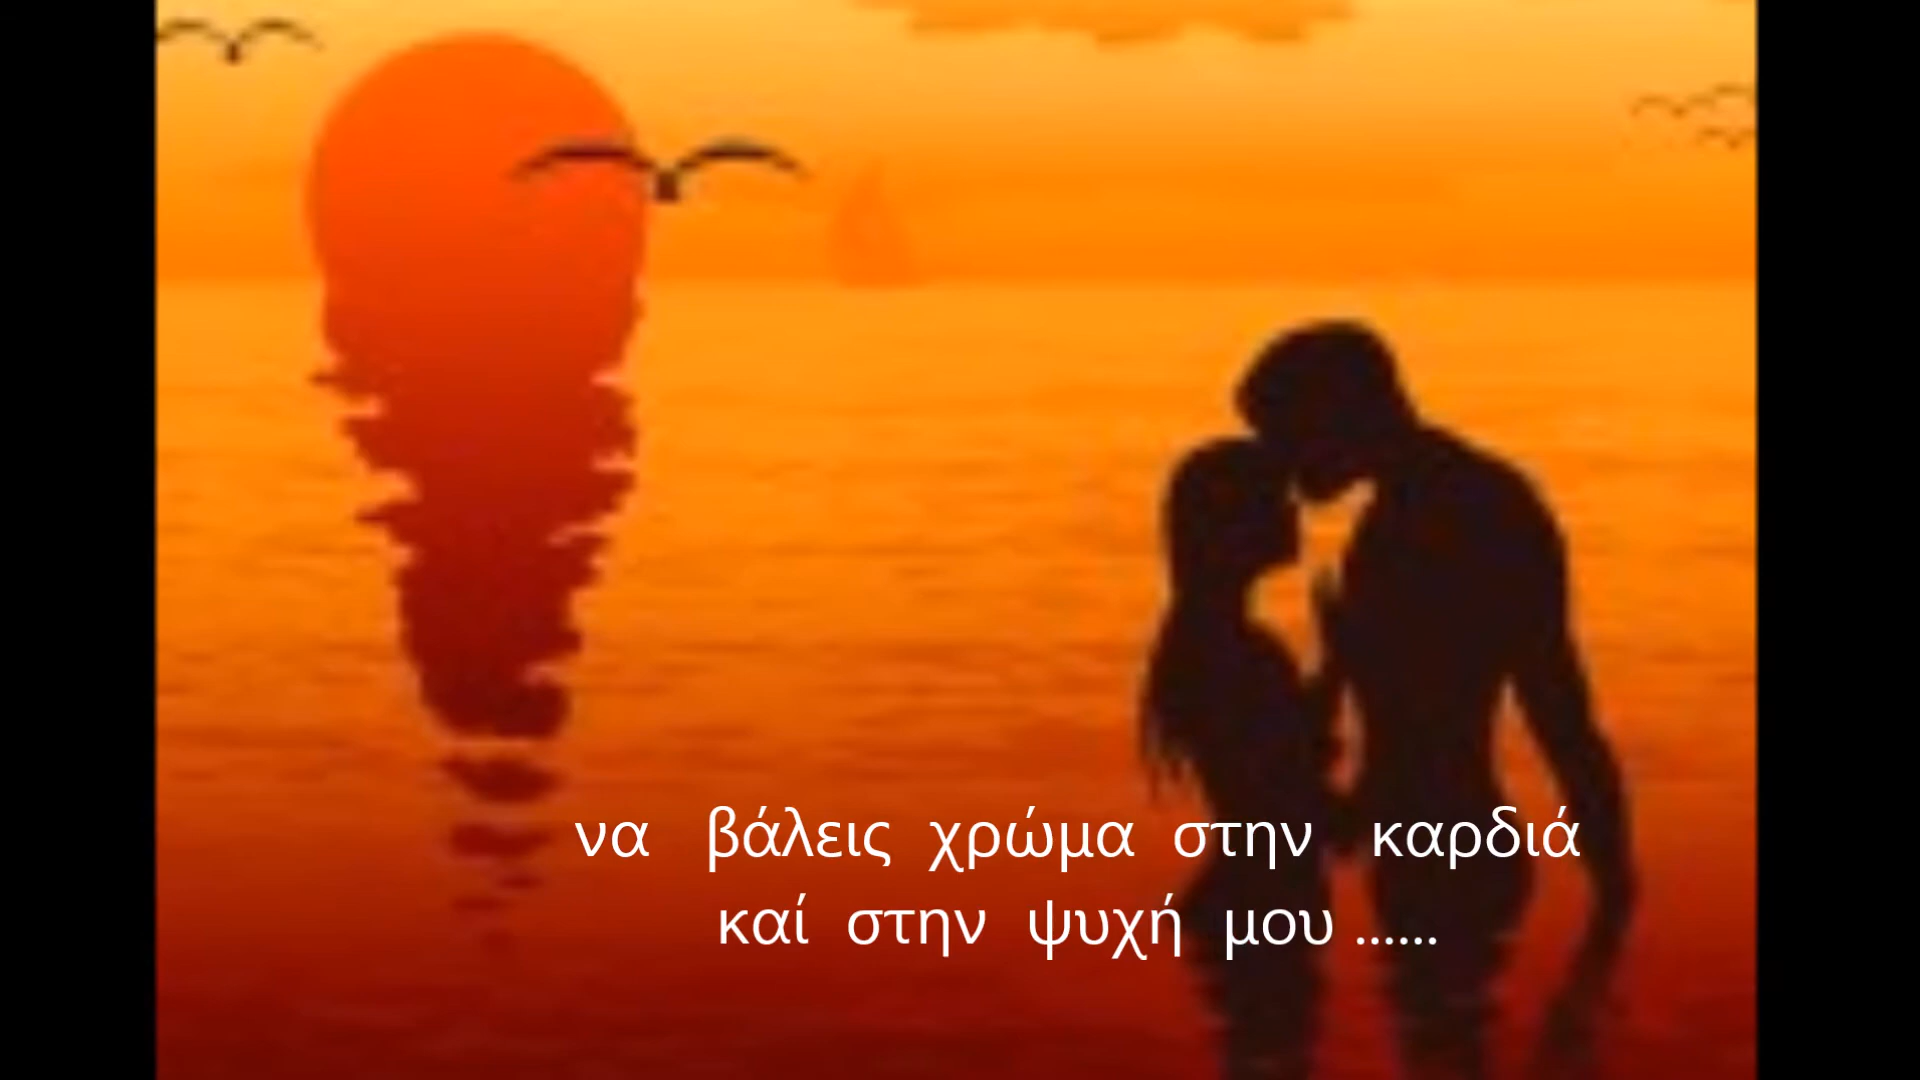 να βάλεις χρώμα στην καρδιά
καί στην ψυχή μου ......